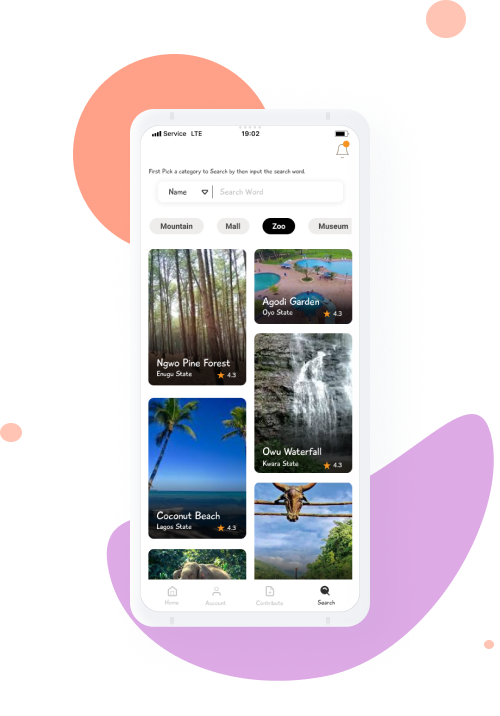 Service LTE 19:02
First Pick a category to Search by then input the search word.
Name Search Word
Mountain Mall Zoo Museum
Agodi Garden
Oyo State 4.3
Ngwo Pine Forest
Enugu State 4.3
Owu Waterfall
Kwara State 4.3
Coconut Beach
Lagos State 4.3
Home Account Contribute Search